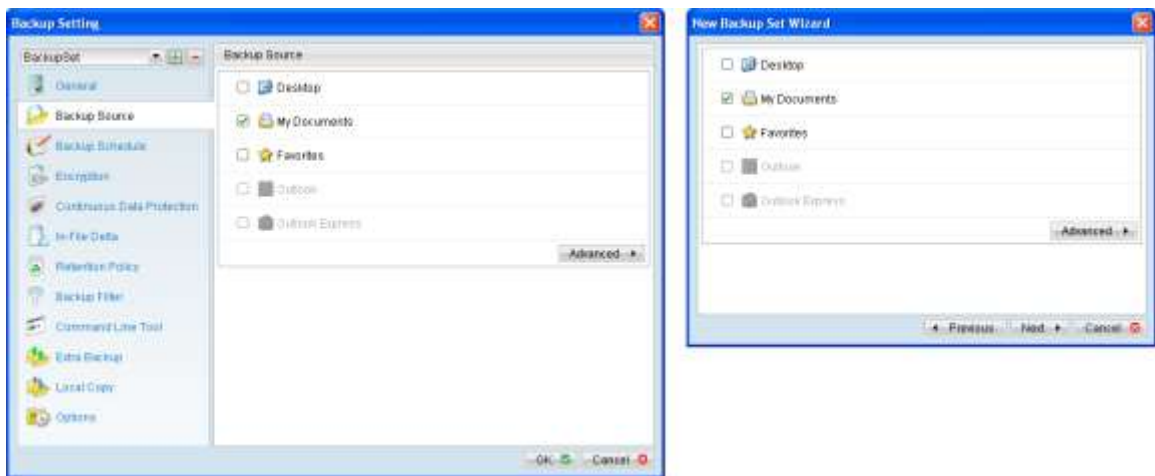 Backup Setting
BackupSet
General
Backup Source
Backup Schedule
Encryption
Continuous Data Protection
In-File Delta
Retention Policy
Backup Filter
Command Line Tool
Extra Backup
Local Copy
Options
Backup Source
Desktop
My Documents
Favorites
Outlook
Outlook Express
Advanced
OK Cancel
New Backup Set Wizard
Desktop
My Documents
Favorites
Outlook
Outlook Express
Advanced
Previous Next Cancel